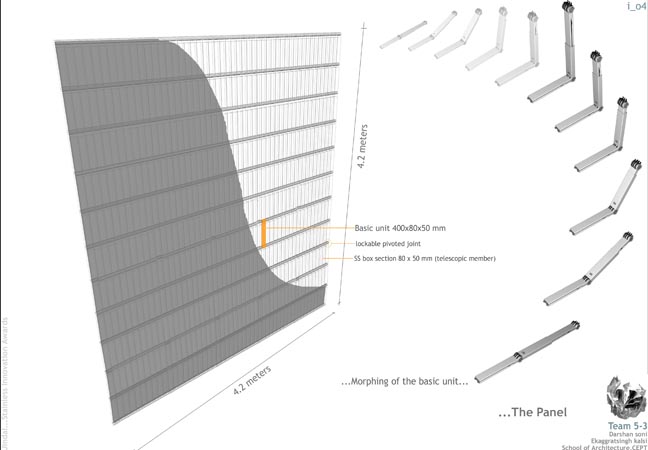 i_o4
4.2 meters
Basic unit 400x80x50 mm
lockable pivoted joint
SS box section 80 x 50 mm (telescopic member)
4.2 meters
...Morphing of the basic unit...
...The Panel
Jindal...Stainless Innovation Awards
Team 5-3
Darshan soni
Ekaggratsingh kalsi
School of Architecture,CEPT